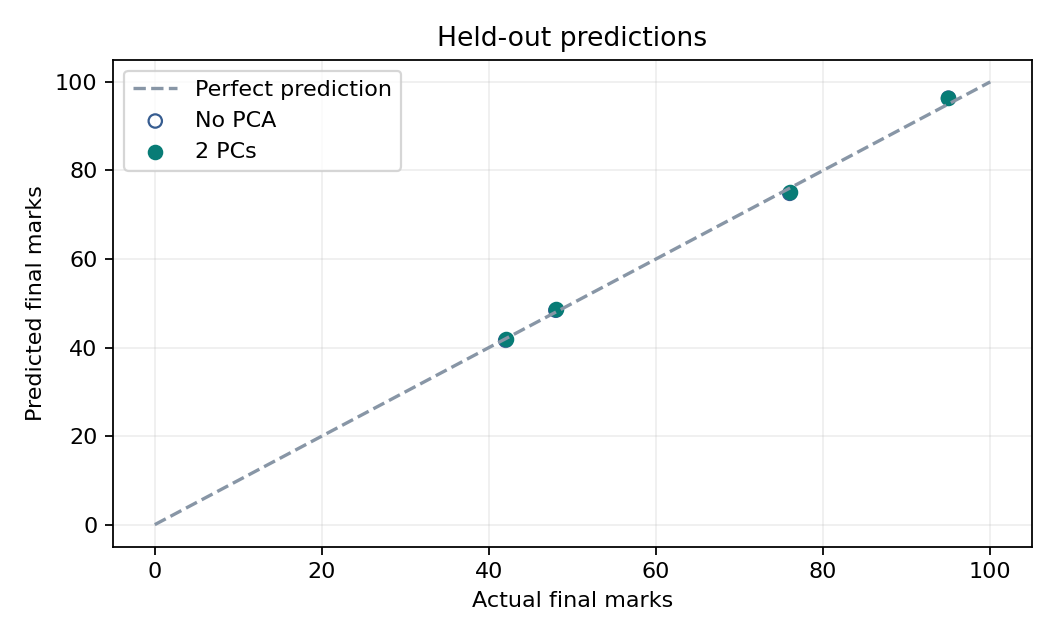 Held-out predictions
Perfect prediction
No PCA
2 PCs
Predicted final marks
100
80
60
40
20
0
0 20 40 60 80 100
Actual final marks